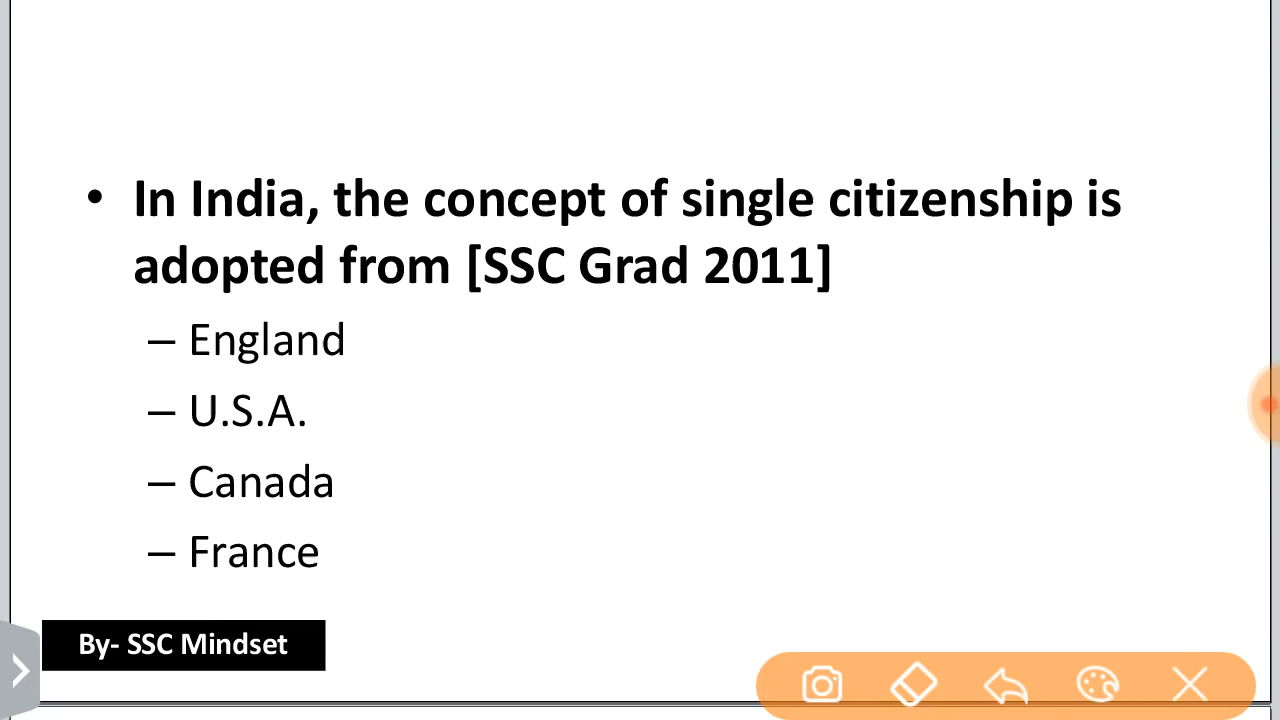 • In India, the concept of single citizenship is
adopted from [SSC Grad 2011]
– England
– U.S.A.
– Canada
– France
By- SSC Mindset